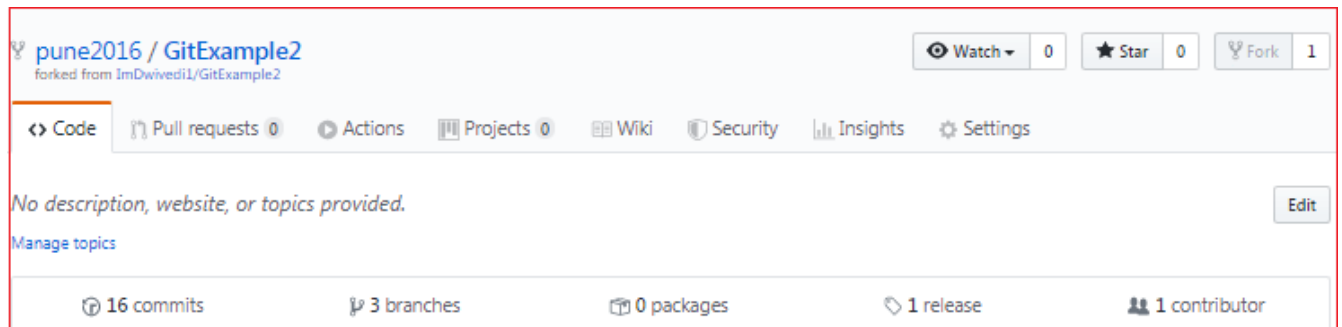 pune2016 / GitExample2
forked from ImDwivedi1/GitExample2
Watch 0 Star 0 Fork 1
Code Pull requests 0 Actions Projects 0 Wiki Security Insights Settings
No description, website, or topics provided. Edit
Manage topics
16 commits 3 branches 0 packages 1 release 1 contributor